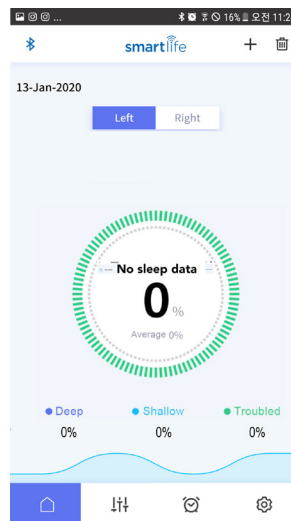 ... 16% 오전 11:2
smartlife
13-Jan-2020
Left Right
No sleep data
0 %
Average 0%
Deep Shallow Troubled
0% 0% 0%